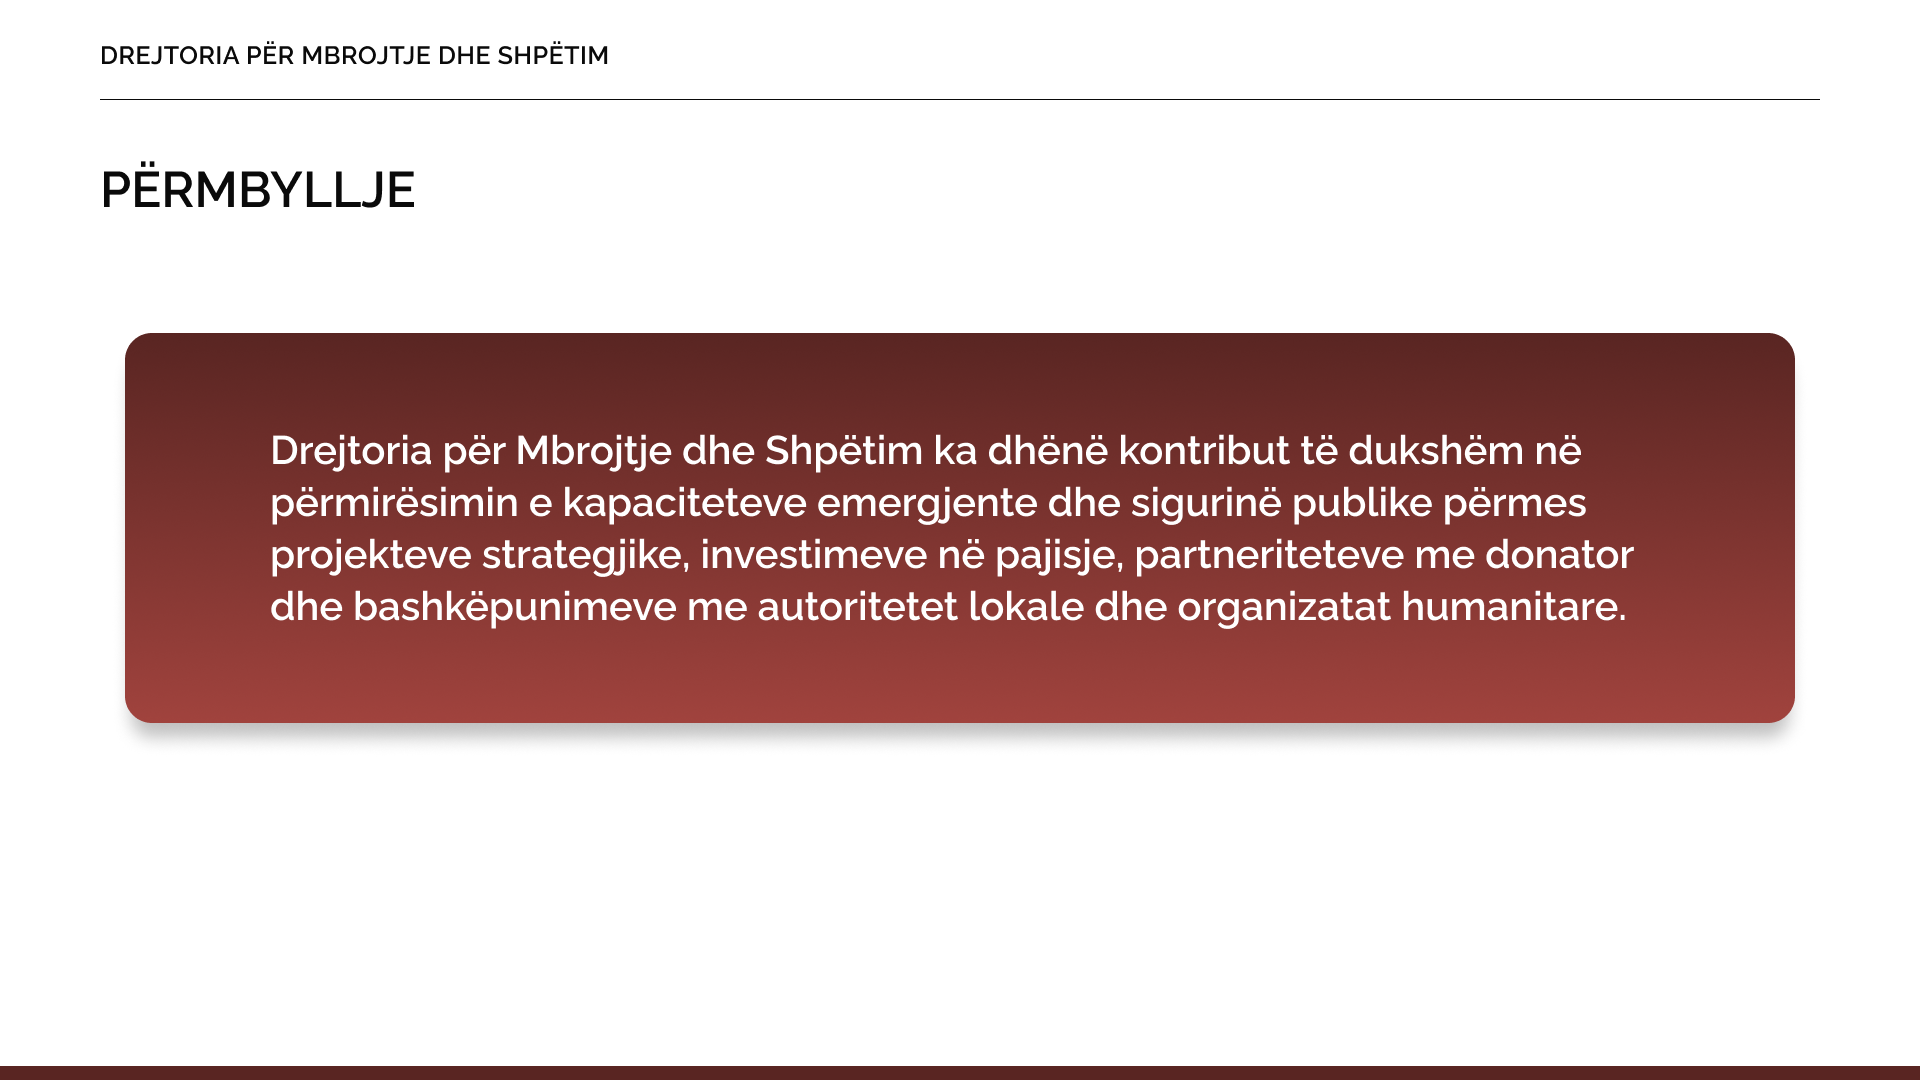 DREJTORIA PËR MBROJTJE DHE SHPËTIM
PËRMBYLLJE
Drejtoria për Mbrojtje dhe Shpëtim ka dhënë kontribut të dukshëm në
përmirësimin e kapaciteteve emergjente dhe sigurinë publike përmes
projekteve strategjike, investimeve në pajisje, partneriteteve me donator
dhe bashkëpunimeve me autoritetet lokale dhe organizatat humanitare.